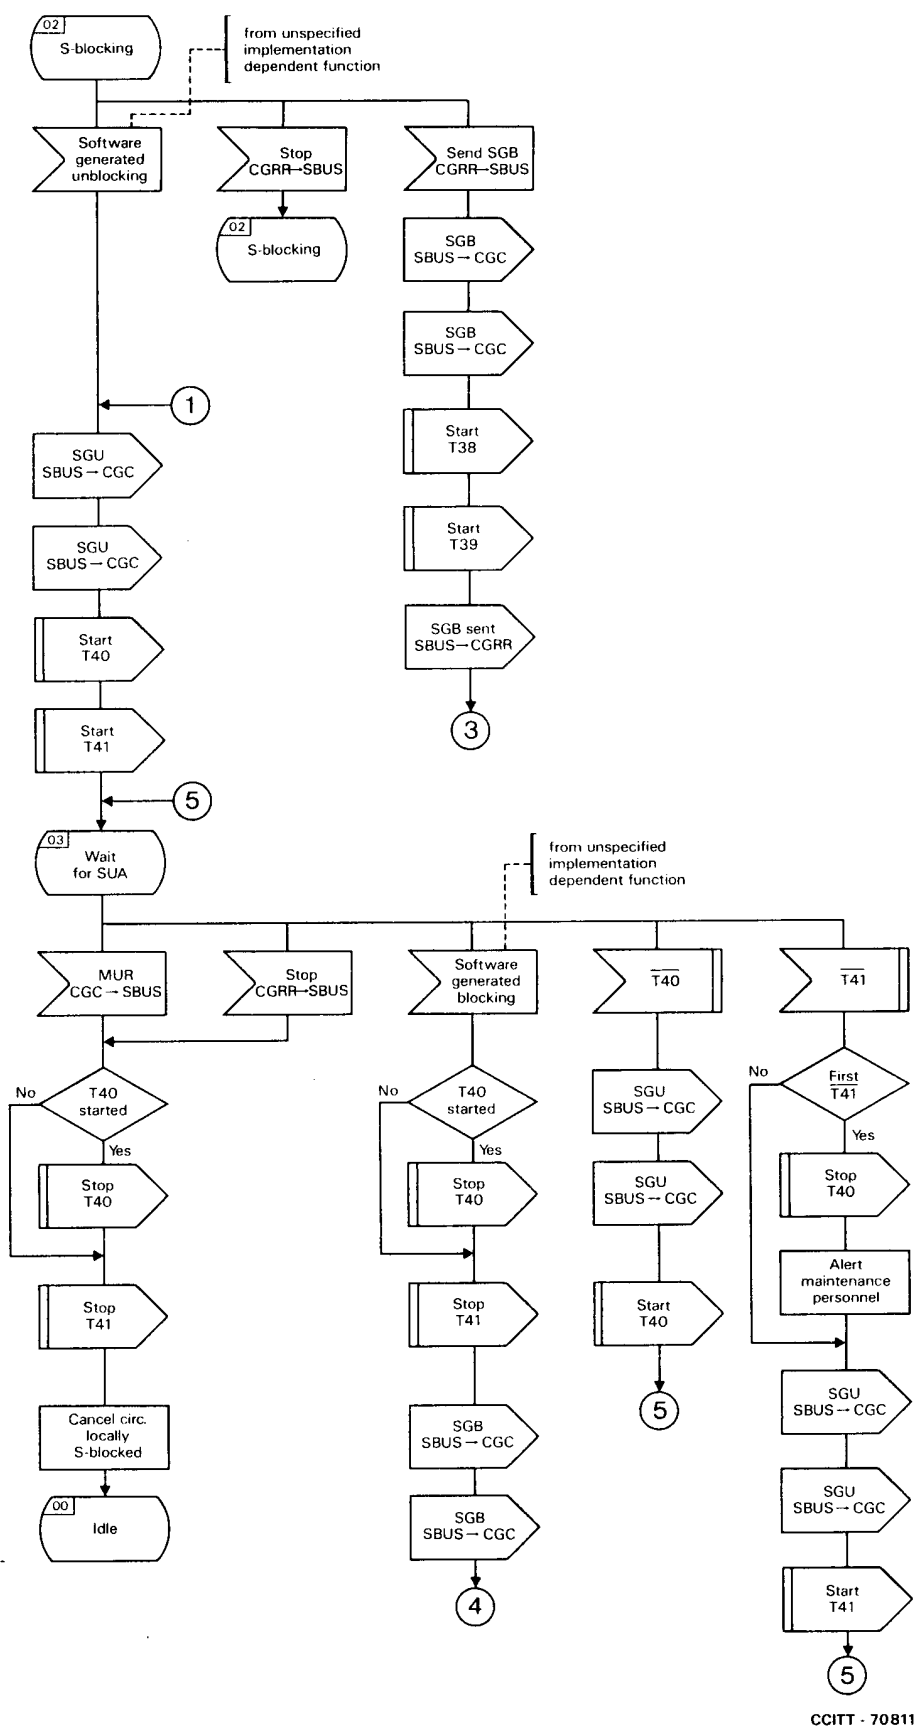 02
S-blocking
from unspecified
implementation
dependent function
Software
generated
unblocking
Stop
CGRR→SBUS
Send SGB
CGRR→SBUS
02
S-blocking
SGB
SBUS→CGC
SGB
SBUS→CGC
1
Start
T38
SGU
SBUS→CGC
Start
T39
SGU
SBUS→CGC
SGB sent
SBUS→CGRR
Start
T40
3
Start
T41
5
03
Wait
for SUA
from unspecified
implementation
dependent function
MUR
CGC→SBUS
Stop
CGRR→SBUS
Software
generated
blocking
T40
T41
No
T40
started
Yes
No
T40
started
Yes
SGU
SBUS→CGC
No
First
T41
Yes
Stop
T40
Stop
T40
SGU
SBUS→CGC
Stop
T40
Alert
maintenance
personnel
Stop
T41
Stop
T41
Start
T40
5
SGU
SBUS→CGC
Cancel circ.
locally
S-blocked
SGB
SBUS→CGC
SGU
SBUS→CGC
00
Idle
SGB
SBUS→CGC
4
Start
T41
5
CCITT - 70811